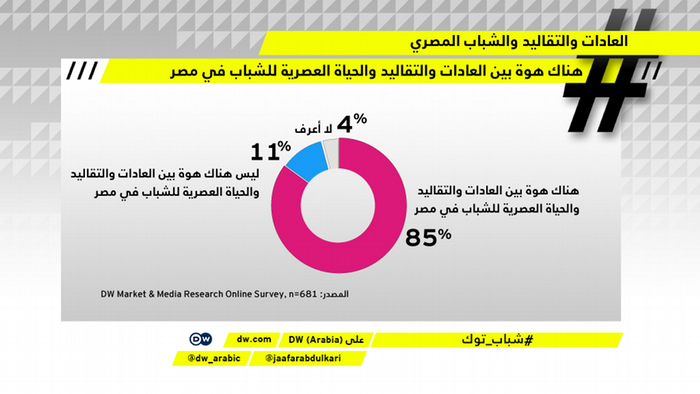 العادات والتقاليد والشباب المصري
هناك هوة بين العادات والتقاليد والحياة العصرية للشباب في مصر
4%
لا أعرف
11%
ليس هناك هوة بين العادات والتقاليد
والحياة العصرية للشباب في مصر
هناك هوة بين العادات والتقاليد
والحياة العصرية للشباب في مصر
85%
المصدر: DW Market & Media Research Online Survey, n=681
#شباب_توك
على DW (Arabia)
dw.com
DW
@dw_arabic
@jaafarabdulkari